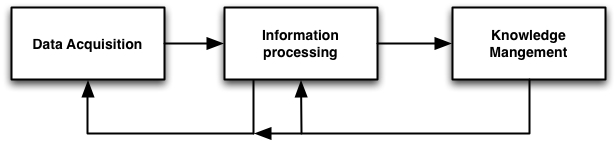 Data Acquisition
Information
processing
Knowledge
Mangement